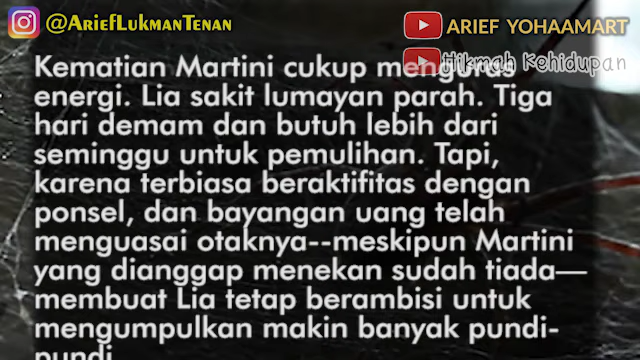 @AriefLukmanTenan
ARIEF YOHAAMART
Hikmah Kehidupan
Kematian Martini cukup menguras
energi. Lia sakit lumayan parah. Tiga
hari demam dan butuh lebih dari
seminggu untuk pemulihan. Tapi,
karena terbiasa beraktifitas dengan
ponsel, dan bayangan uang telah
menguasai otaknya--meskipun Martini
yang dianggap menekan sudah tiada—
membuat Lia tetap berambisi untuk
mengumpulkan makin banyak pundi-
pundi